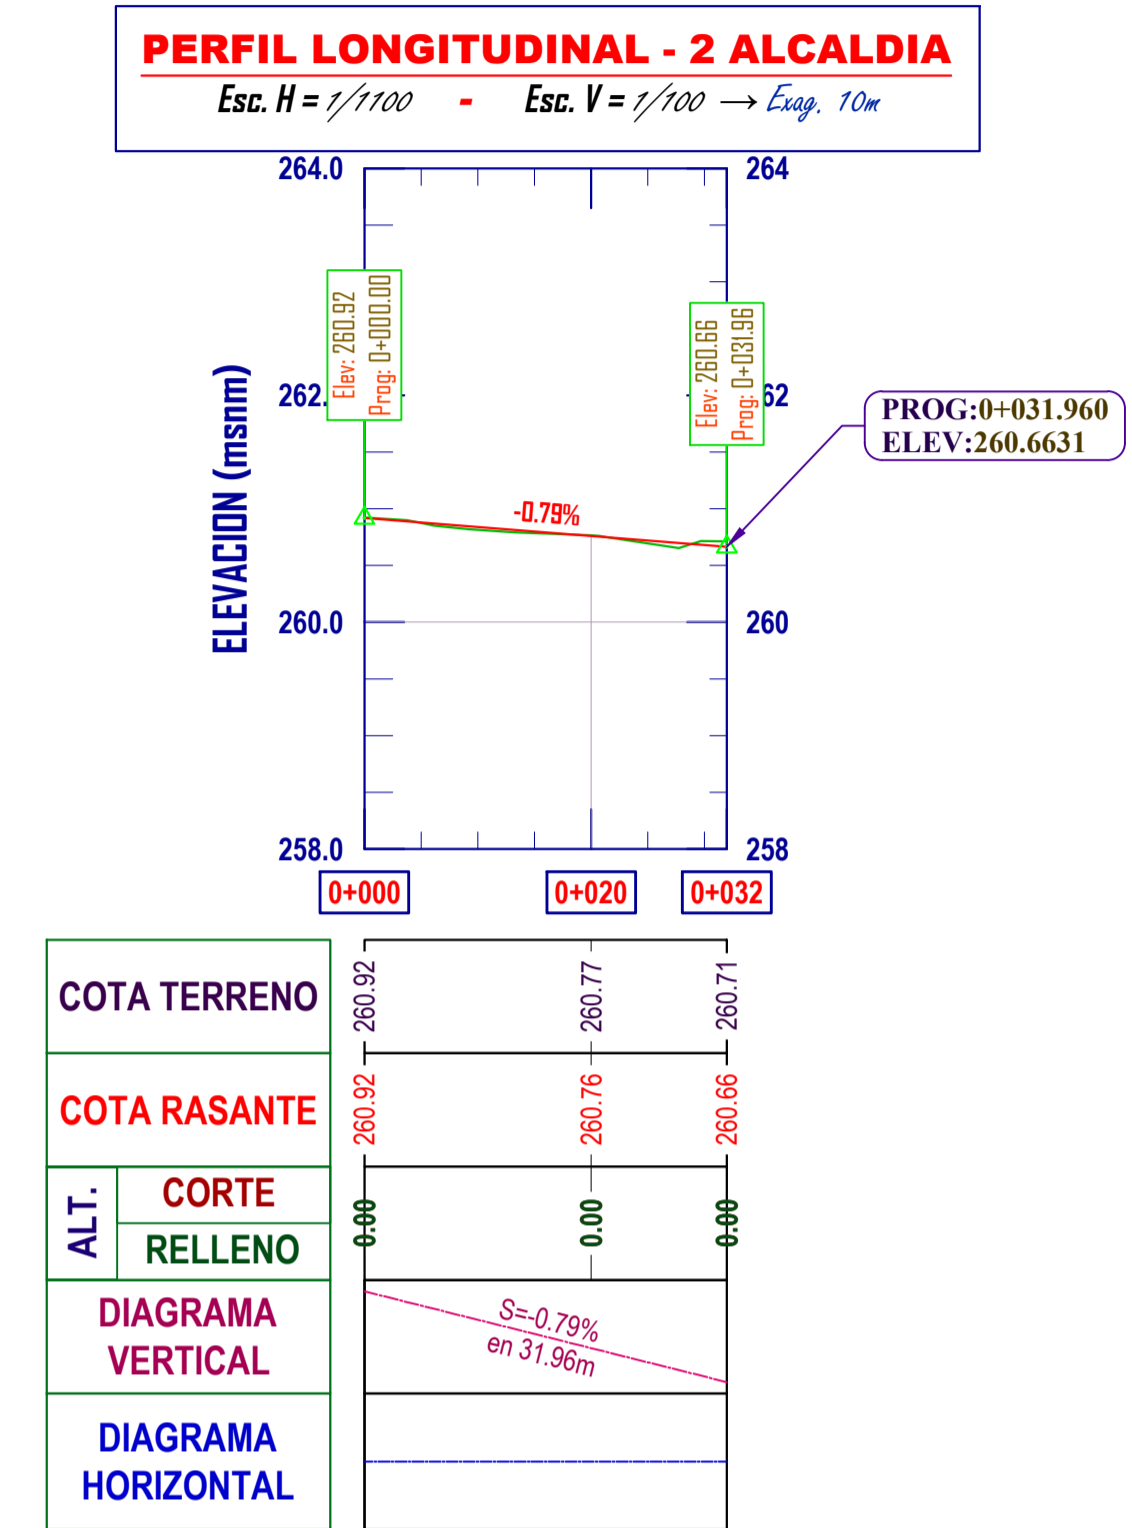 PERFIL LONGITUDINAL - 2 ALCALDIA
Esc. H = 1/1100 - Esc. V = 1/100 → Exag. 10m
264.0 264
Elev: 260.92
Prog: 0+000.00
Elev: 260.66
Prog: 0+031.96
262. 62
PROG:0+031.960
ELEV:260.6631
ELEVACION (msnm)
-0.79%
260.0 260
258.0 258
0+000 0+020 0+032
COTA TERRENO 260.92 260.77 260.71
COTA RASANTE 260.92 260.76 260.66
ALT.
CORTE
RELLENO
0.00 0.00 0.00
DIAGRAMA
VERTICAL
S=-0.79%
en 31.96m
DIAGRAMA
HORIZONTAL